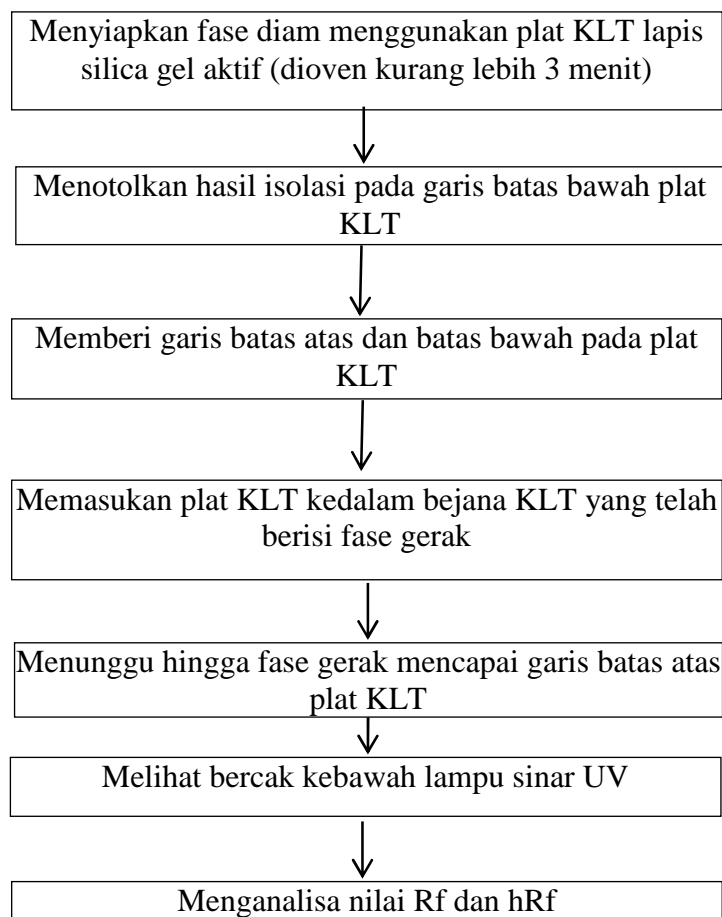 Menyiapkan fase diam menggunakan plat KLT lapis
silica gel aktif (dioven kurang lebih 3 menit)
Menotolkan hasil isolasi pada garis batas bawah plat
KLT
Memberi garis batas atas dan batas bawah pada plat
KLT
Memasukan plat KLT kedalam bejana KLT yang telah
berisi fase gerak
Menunggu hingga fase gerak mencapai garis batas atas
plat KLT
Melihat bercak kebawah lampu sinar UV
Menganalisa nilai Rf dan hRf